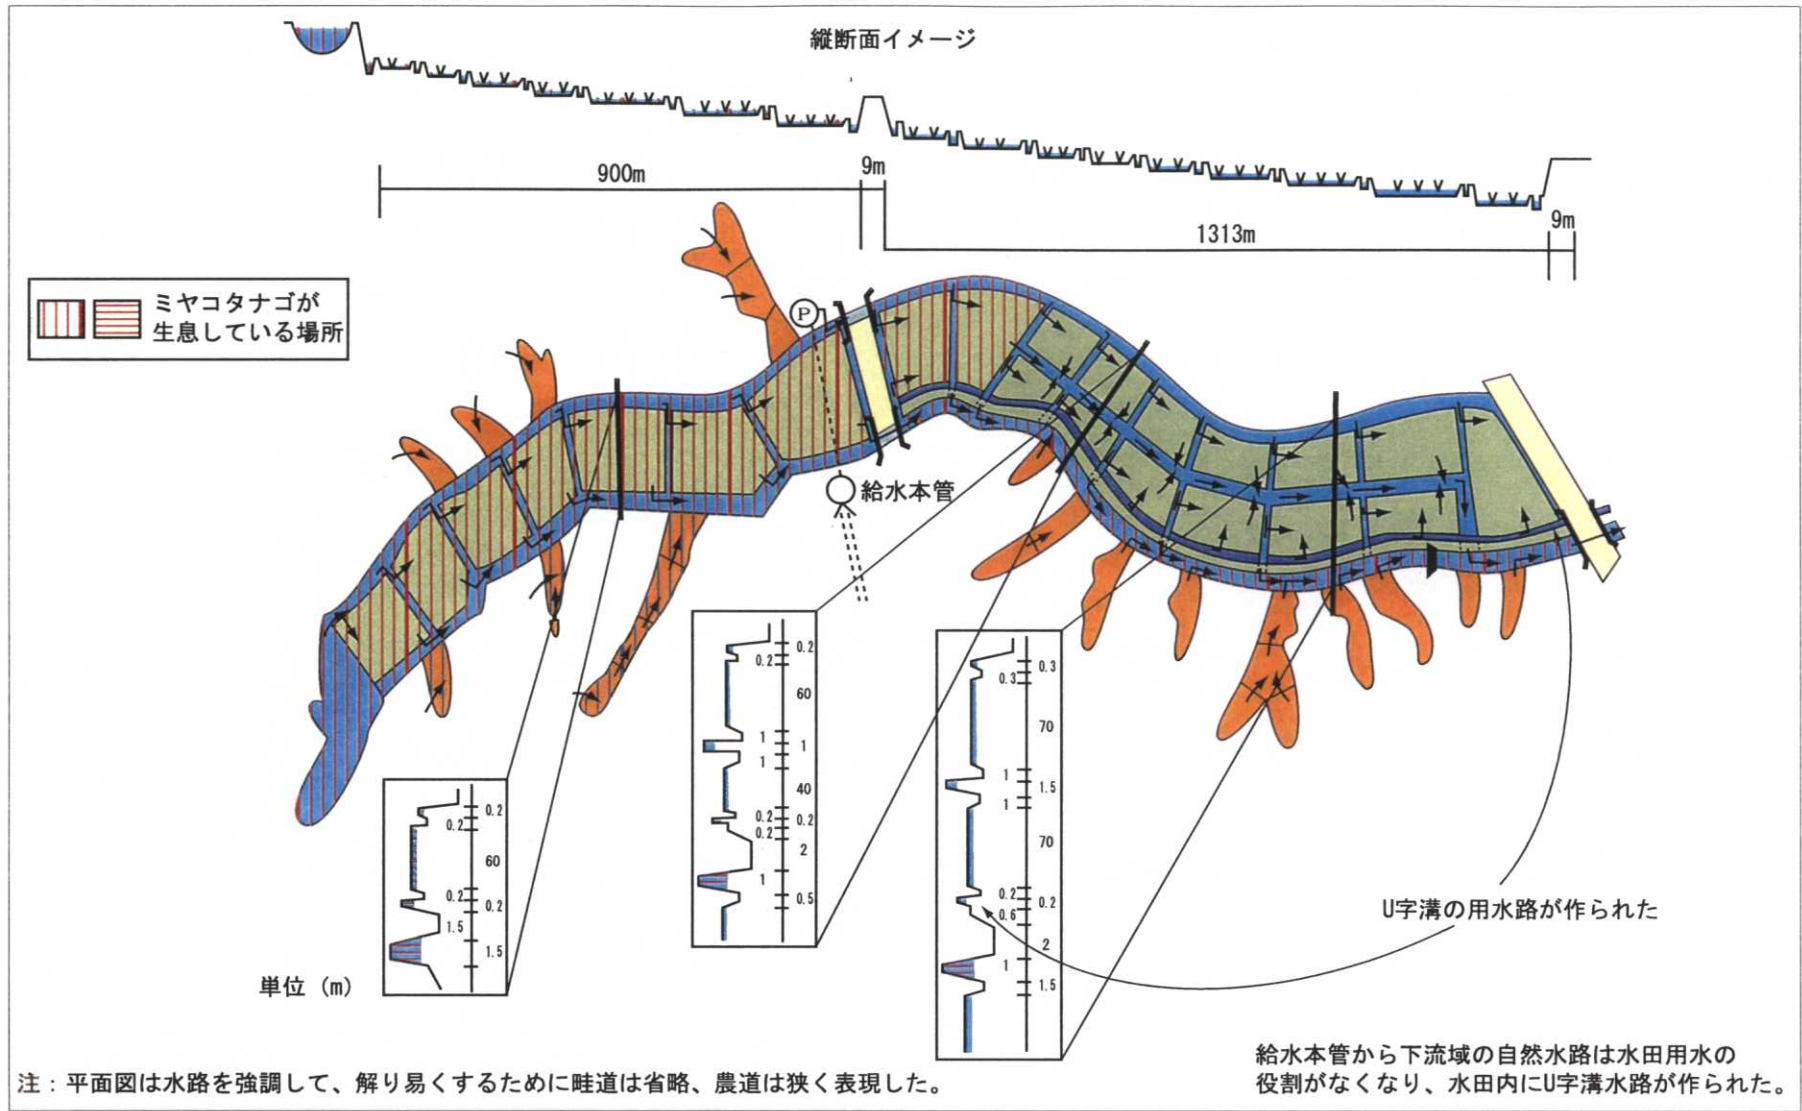 縦断面イメージ
900m
9m
1313m
9m
ミヤコタナゴが
生息している場所
P
給水本管
0.2
0.2
60
0.2
0.2
1.5
1.5
0.2
0.2
60
1
1
1
40
0.2
0.2
0.2
2
1
0.5
0.3
0.3
70
1
1.5
1
70
0.2
0.2
0.6
2
1
1.5
U字溝の用水路が作られた
単位（m）
給水本管から下流域の自然水路は水田用水の
役割がなくなり、水田内にU字溝水路が作られた。
注：平面図は水路を強調して、解り易くするために畦道は省略、農道は狭く表現した。